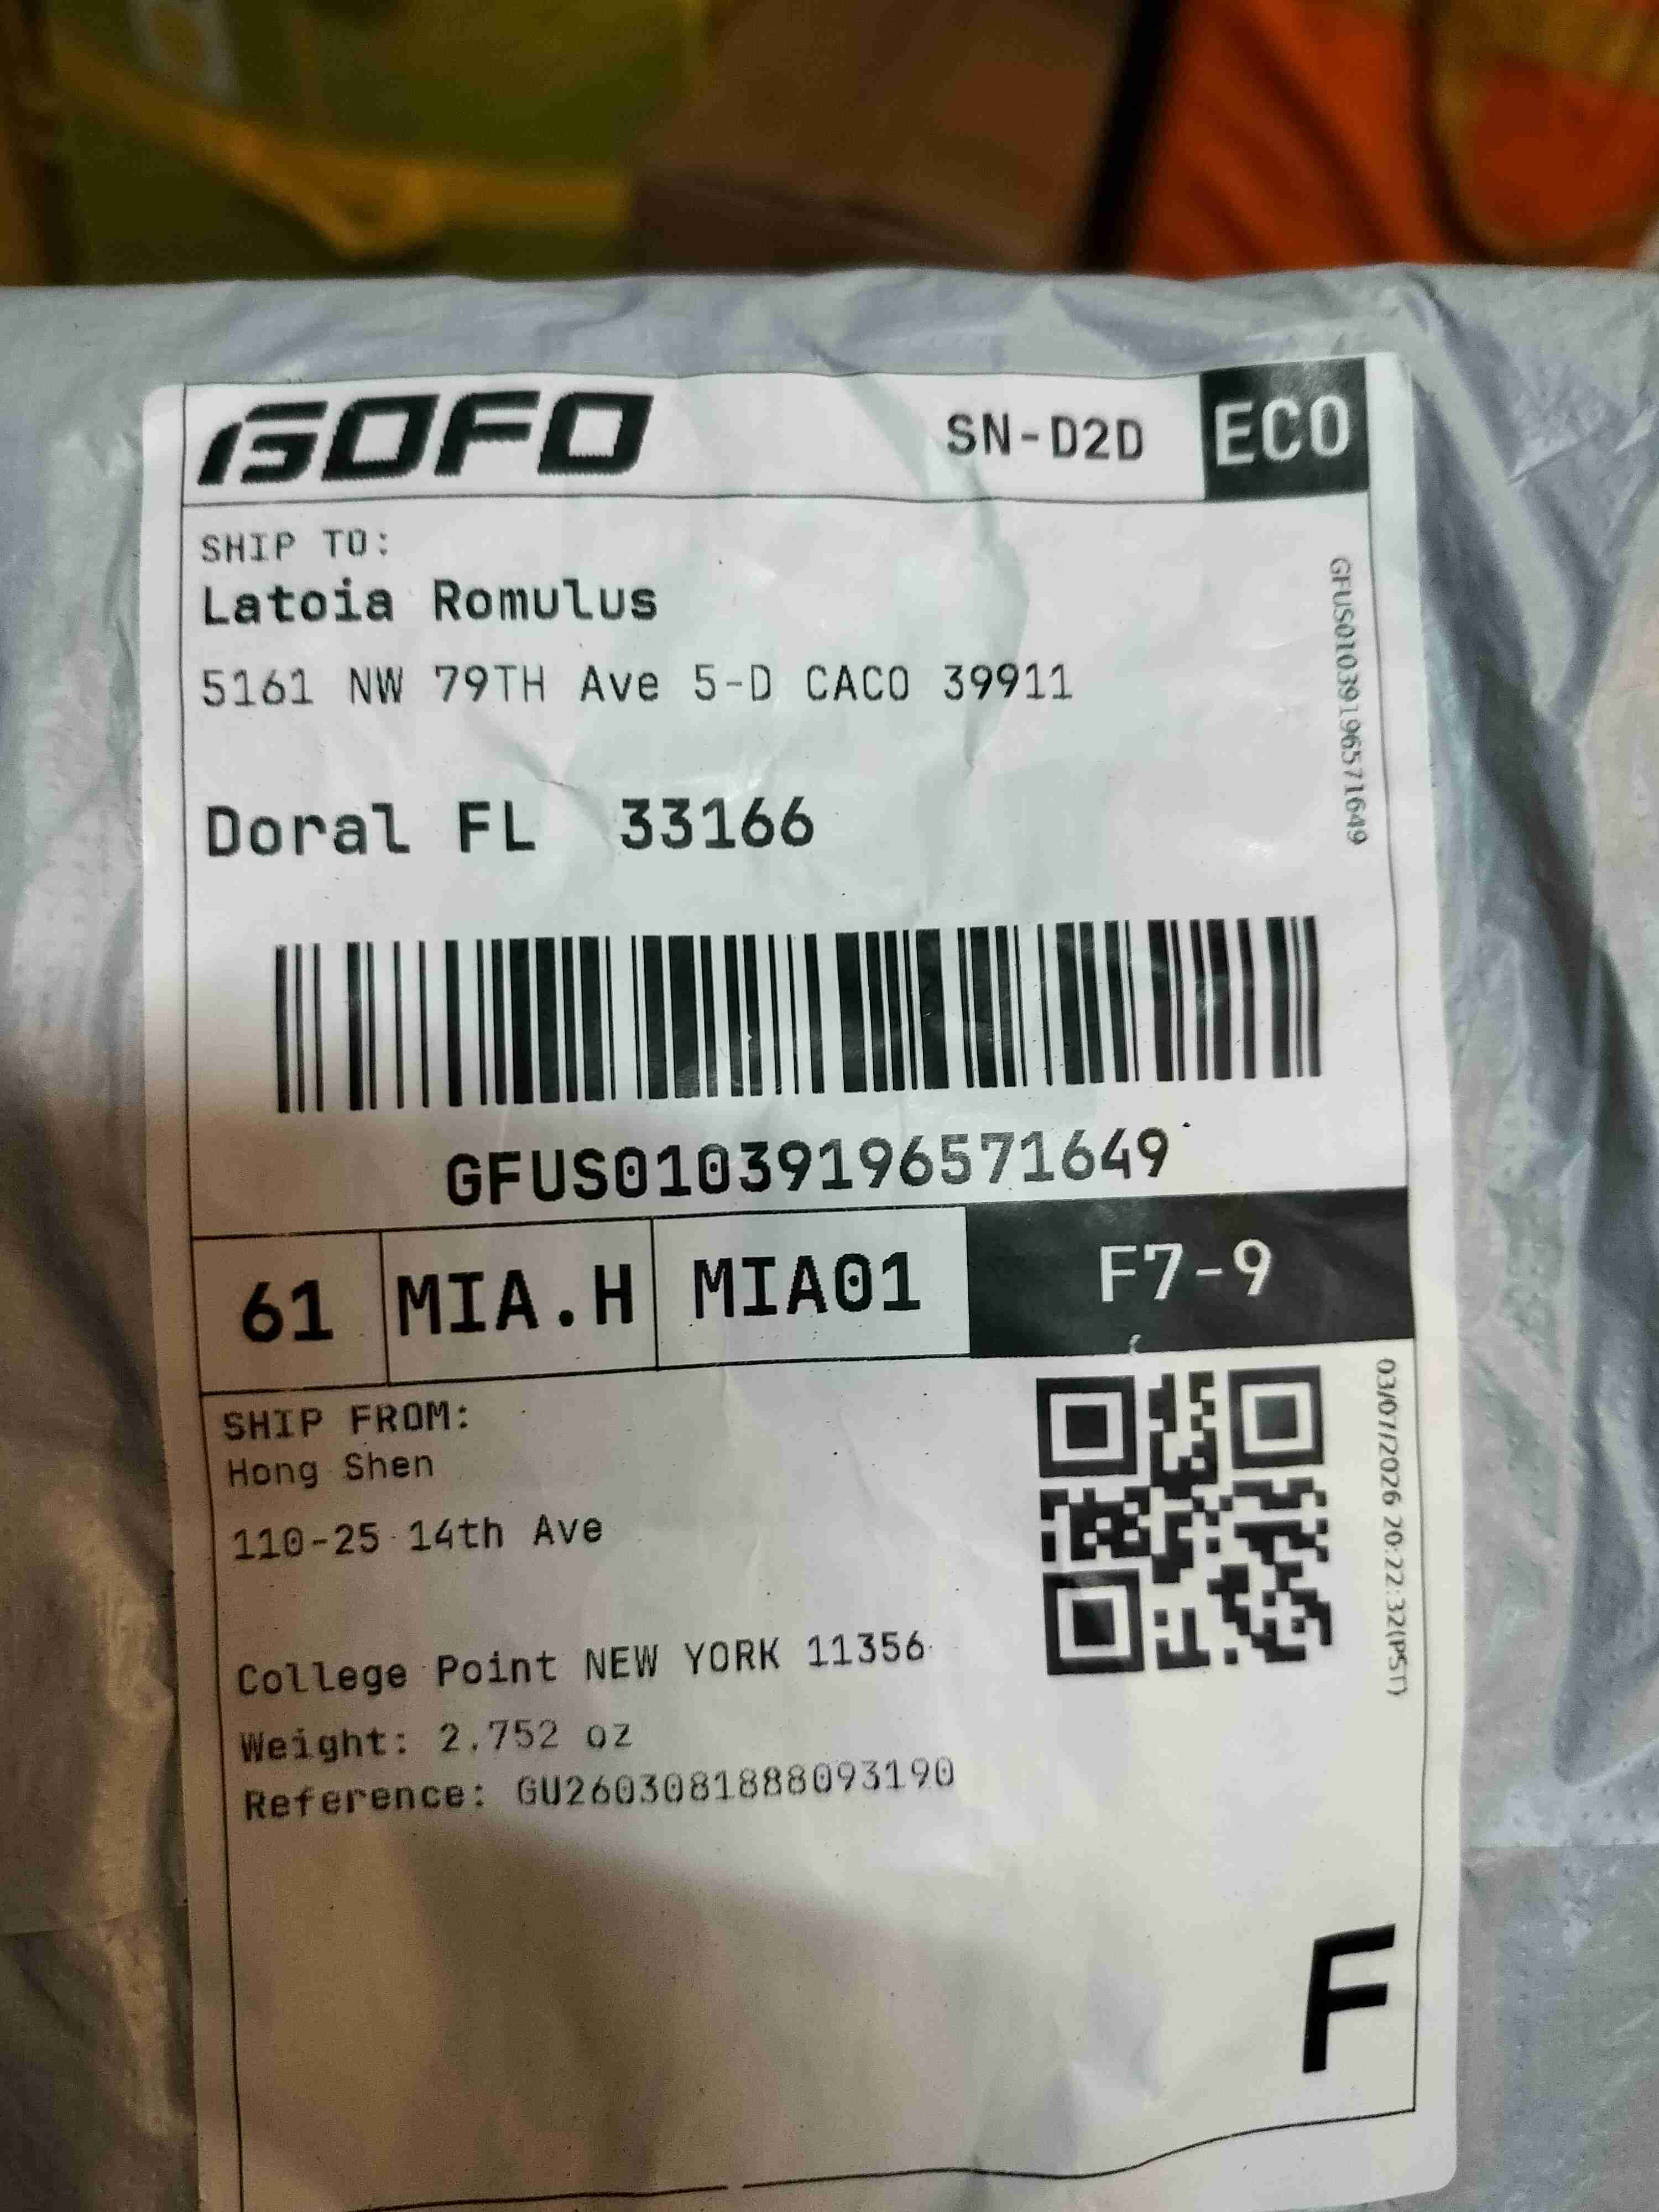 GOFO SN-D2D ECO
SHIP TO:
Latoia Romulus
5161 NW 79TH Ave 5-D CACO 39911
Doral FL 33166
GFUS01039196571649
GFUS01039196571649
61 MIA.H MIA01 F7-9
SHIP FROM:
Hong Shen
110-25 14th Ave
College Point NEW YORK 11356
Weight: 2.752 oz
Reference: GU2603081888093190
03/07/2026 20:22:32(PST)
F